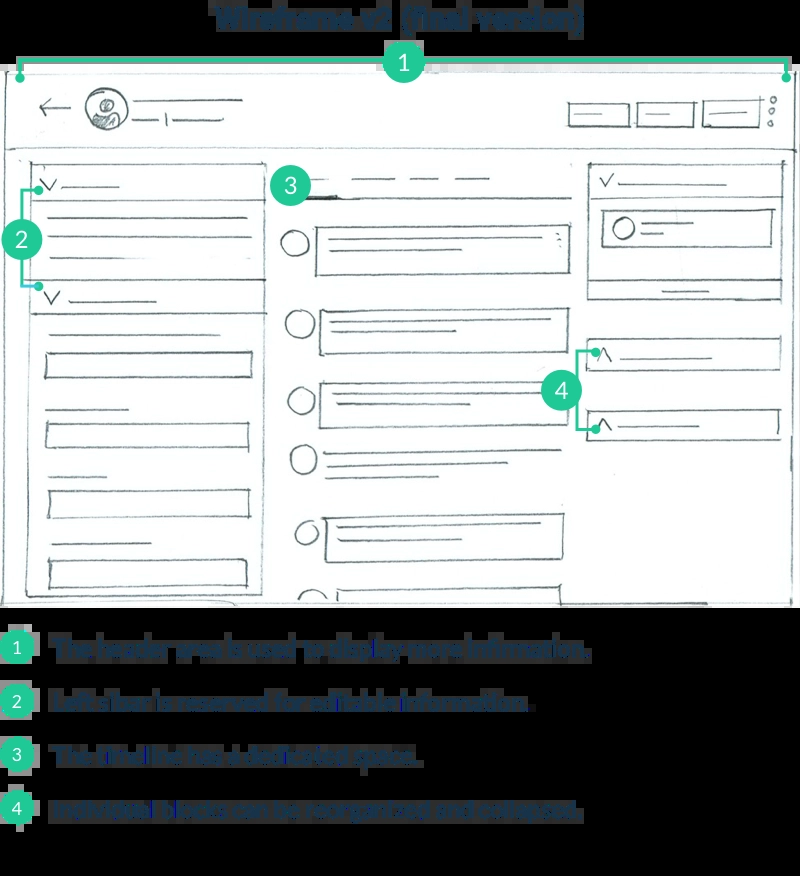 Wireframe v2 (final version)
1
3
2
4
1 The header area is used to display more information.
2 Left sidebar is reserved for editable information.
3 The timeline has a dedicated space.
4 Individual blocks can be reorganized and collapsed.